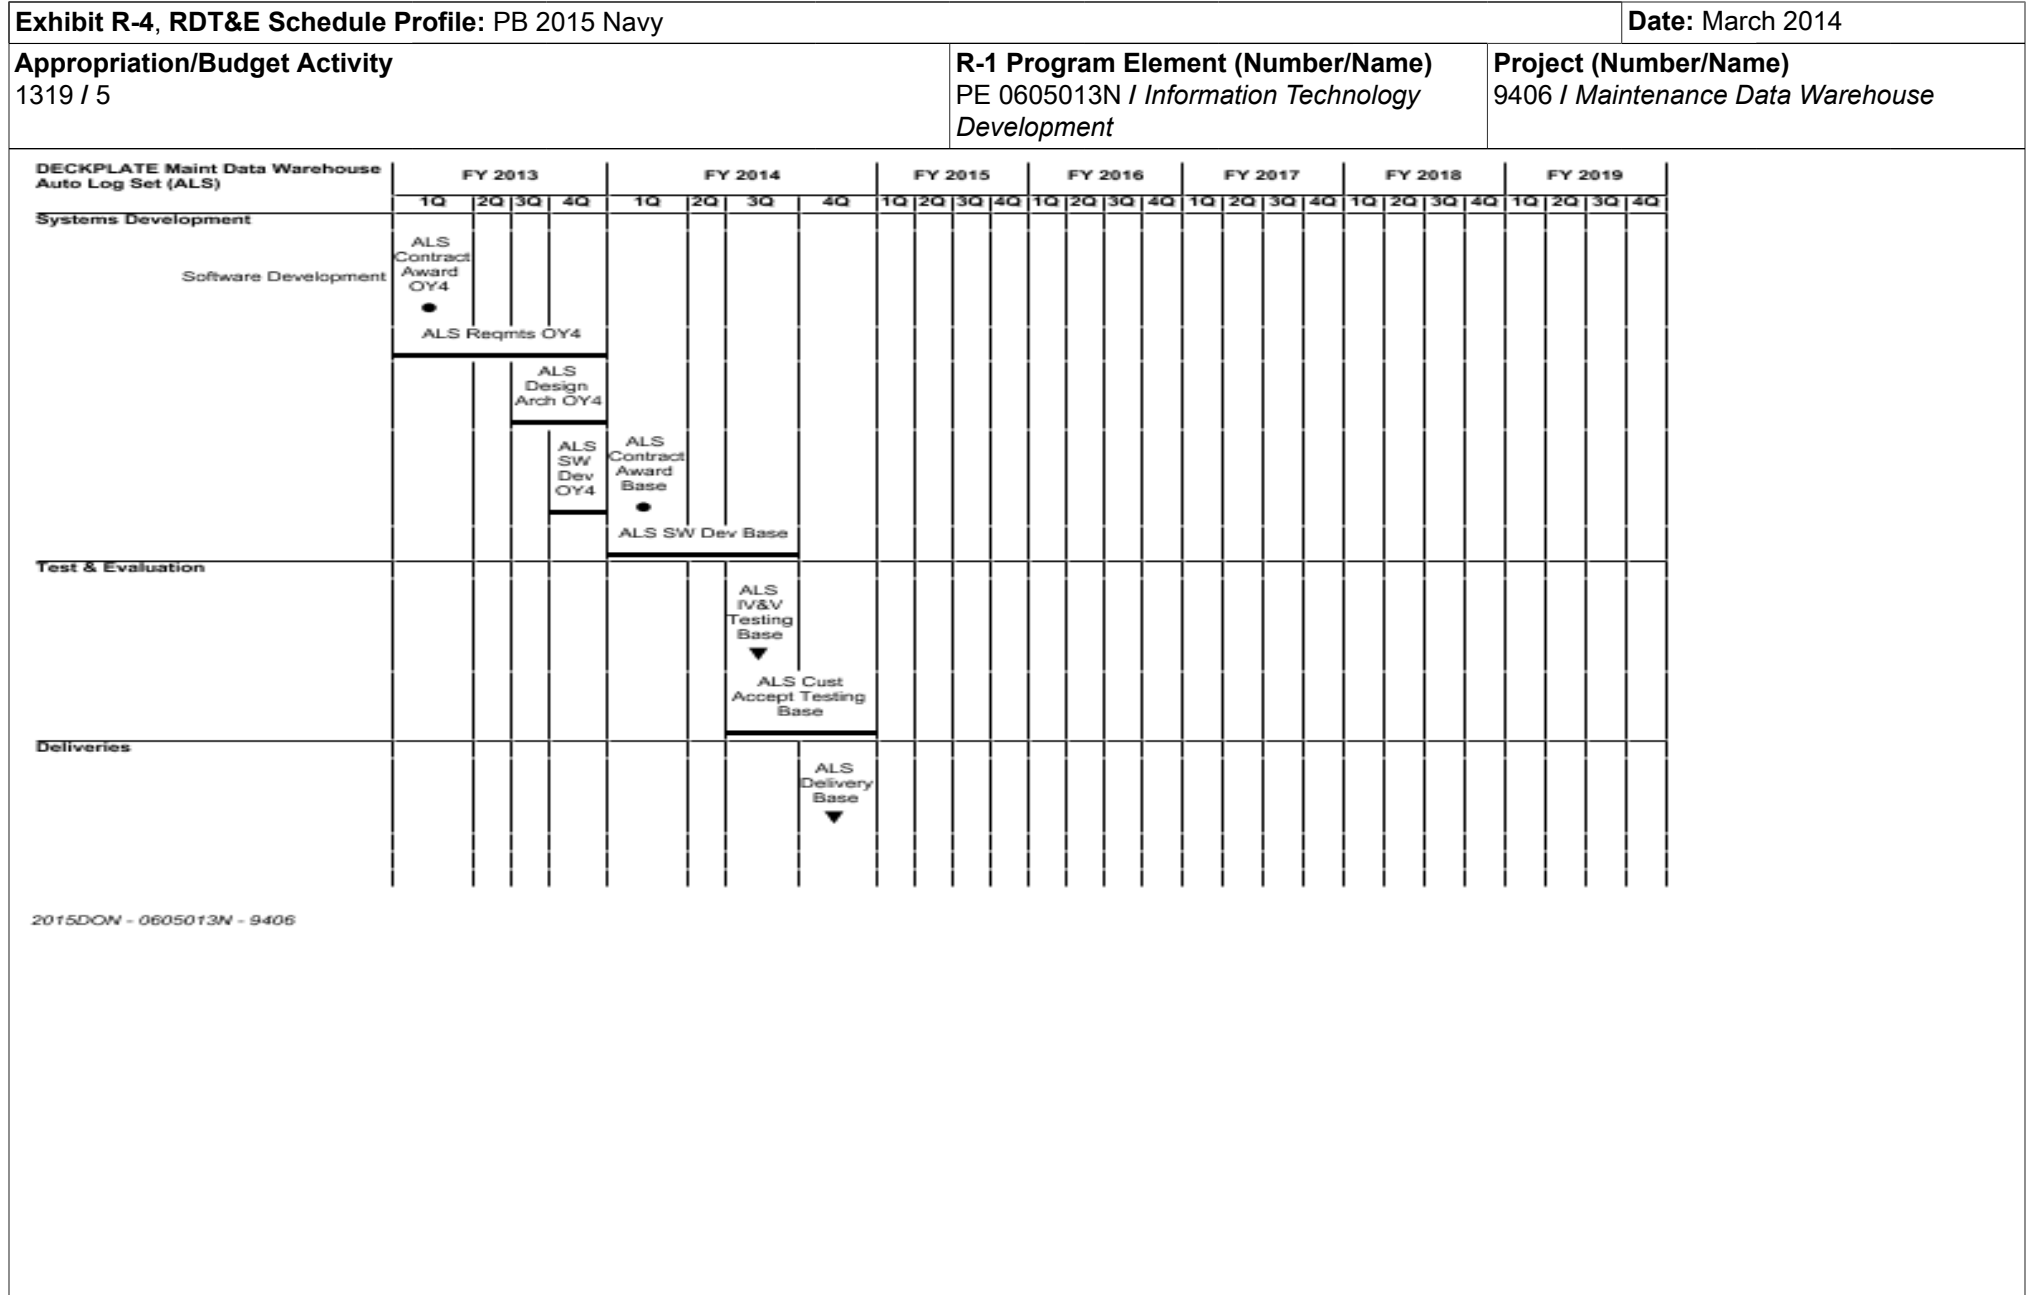 Exhibit R-4, RDT&E Schedule Profile: PB 2015 Navy
Date: March 2014
Appropriation/Budget Activity
1319 / 5
R-1 Program Element (Number/Name)
PE 0605013N / Information Technology
Development
Project (Number/Name)
9406 / Maintenance Data Warehouse
DECKPLATE Maint Data Warehouse
Auto Log Set (ALS)
FY 2013 FY 2014 FY 2015 FY 2016 FY 2017 FY 2018 FY 2019
1Q 2Q 3Q 4Q 1Q 2Q 3Q 4Q 1Q 2Q 3Q 4Q 1Q 2Q 3Q 4Q 1Q 2Q 3Q 4Q 1Q 2Q 3Q 4Q 1Q 2Q 3Q 4Q
Systems Development
Software Development
ALS
Contract
Award
OY4
ALS Reqmts OY4
ALS
Design
Arch OY4
ALS
SW
Dev
OY4
ALS
Contract
Award
Base
ALS SW Dev Base
Test & Evaluation
ALS
IV&V
Testing
Base
ALS Cust
Accept Testing
Base
Deliveries
ALS
Delivery
Base
2015DON - 0605013N - 9406